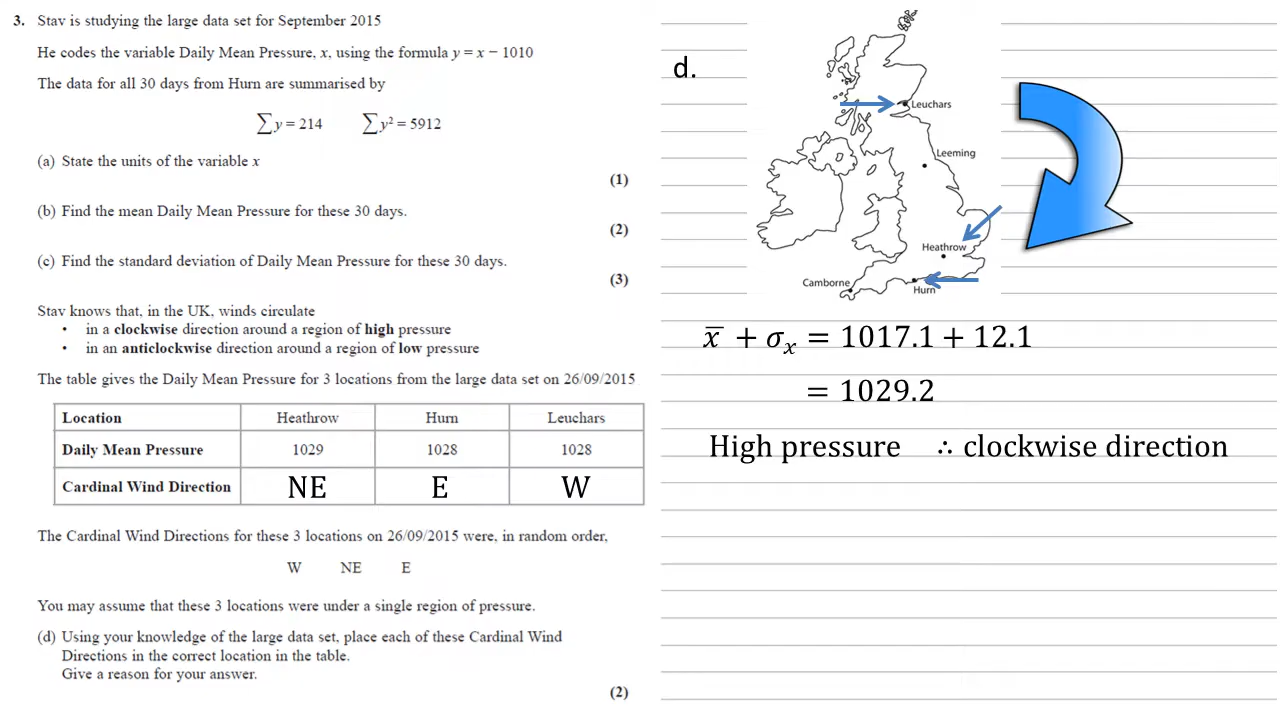 3. Stav is studying the large data set for September 2015
He codes the variable Daily Mean Pressure, x, using the formula y = x − 1010
The data for all 30 days from Hurn are summarised by
∑y = 214 ∑y² = 5912
(a) State the units of the variable x
(1)
(b) Find the mean Daily Mean Pressure for these 30 days.
(2)
(c) Find the standard deviation of Daily Mean Pressure for these 30 days.
(3)
Stav knows that, in the UK, winds circulate
• in a clockwise direction around a region of high pressure
• in an anticlockwise direction around a region of low pressure
The table gives the Daily Mean Pressure for 3 locations from the large data set on 26/09/2015
Location Heathrow Hurn Leuchars
Daily Mean Pressure 1029 1028 1028
Cardinal Wind Direction NE E W
The Cardinal Wind Directions for these 3 locations on 26/09/2015 were, in random order,
W NE E
You may assume that these 3 locations were under a single region of pressure.
(d) Using your knowledge of the large data set, place each of these Cardinal Wind
Directions in the correct location in the table.
Give a reason for your answer.
(2)
d.
Leuchars
Leeming
Heathrow
Camborne
Hurn
x̅ + σₓ = 1017.1 + 12.1
= 1029.2
High pressure ∴ clockwise direction